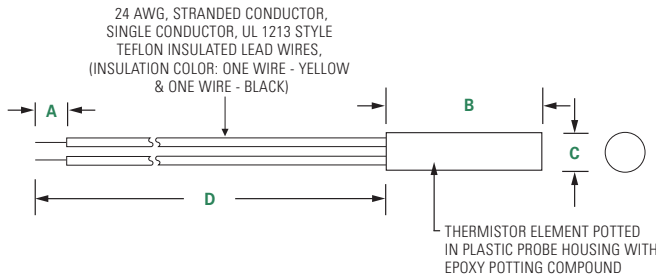 24 AWG, STRANDED CONDUCTOR,
SINGLE CONDUCTOR, UL 1213 STYLE
TEFLON INSULATED LEAD WIRES,
(INSULATION COLOR: ONE WIRE - YELLOW
& ONE WIRE - BLACK)
A
B
C
D
THERMISTOR ELEMENT POTTED
IN PLASTIC PROBE HOUSING WITH
EPOXY POTTING COMPOUND